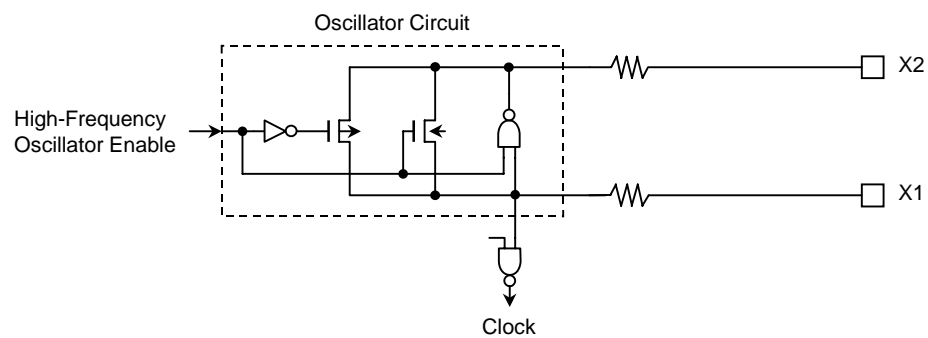 Oscillator Circuit
X2
High-Frequency
Oscillator Enable
X1
Clock